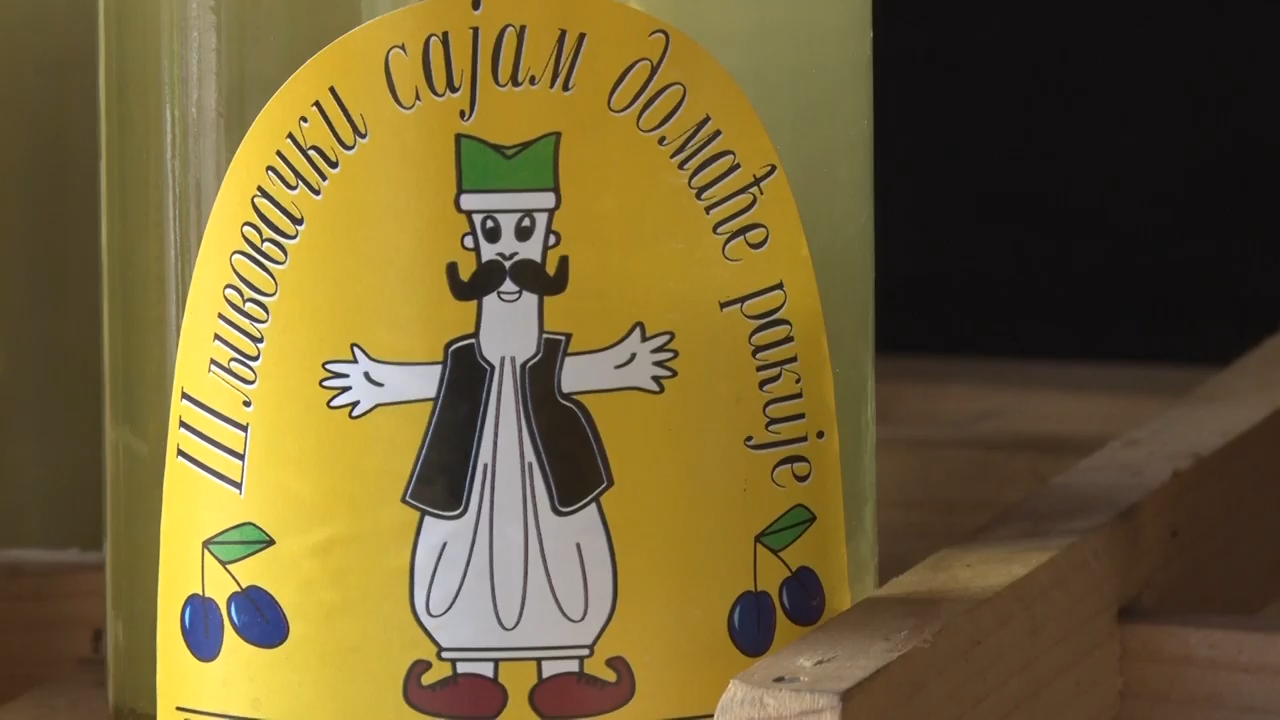 Шљивовачки сајам домаће ракије